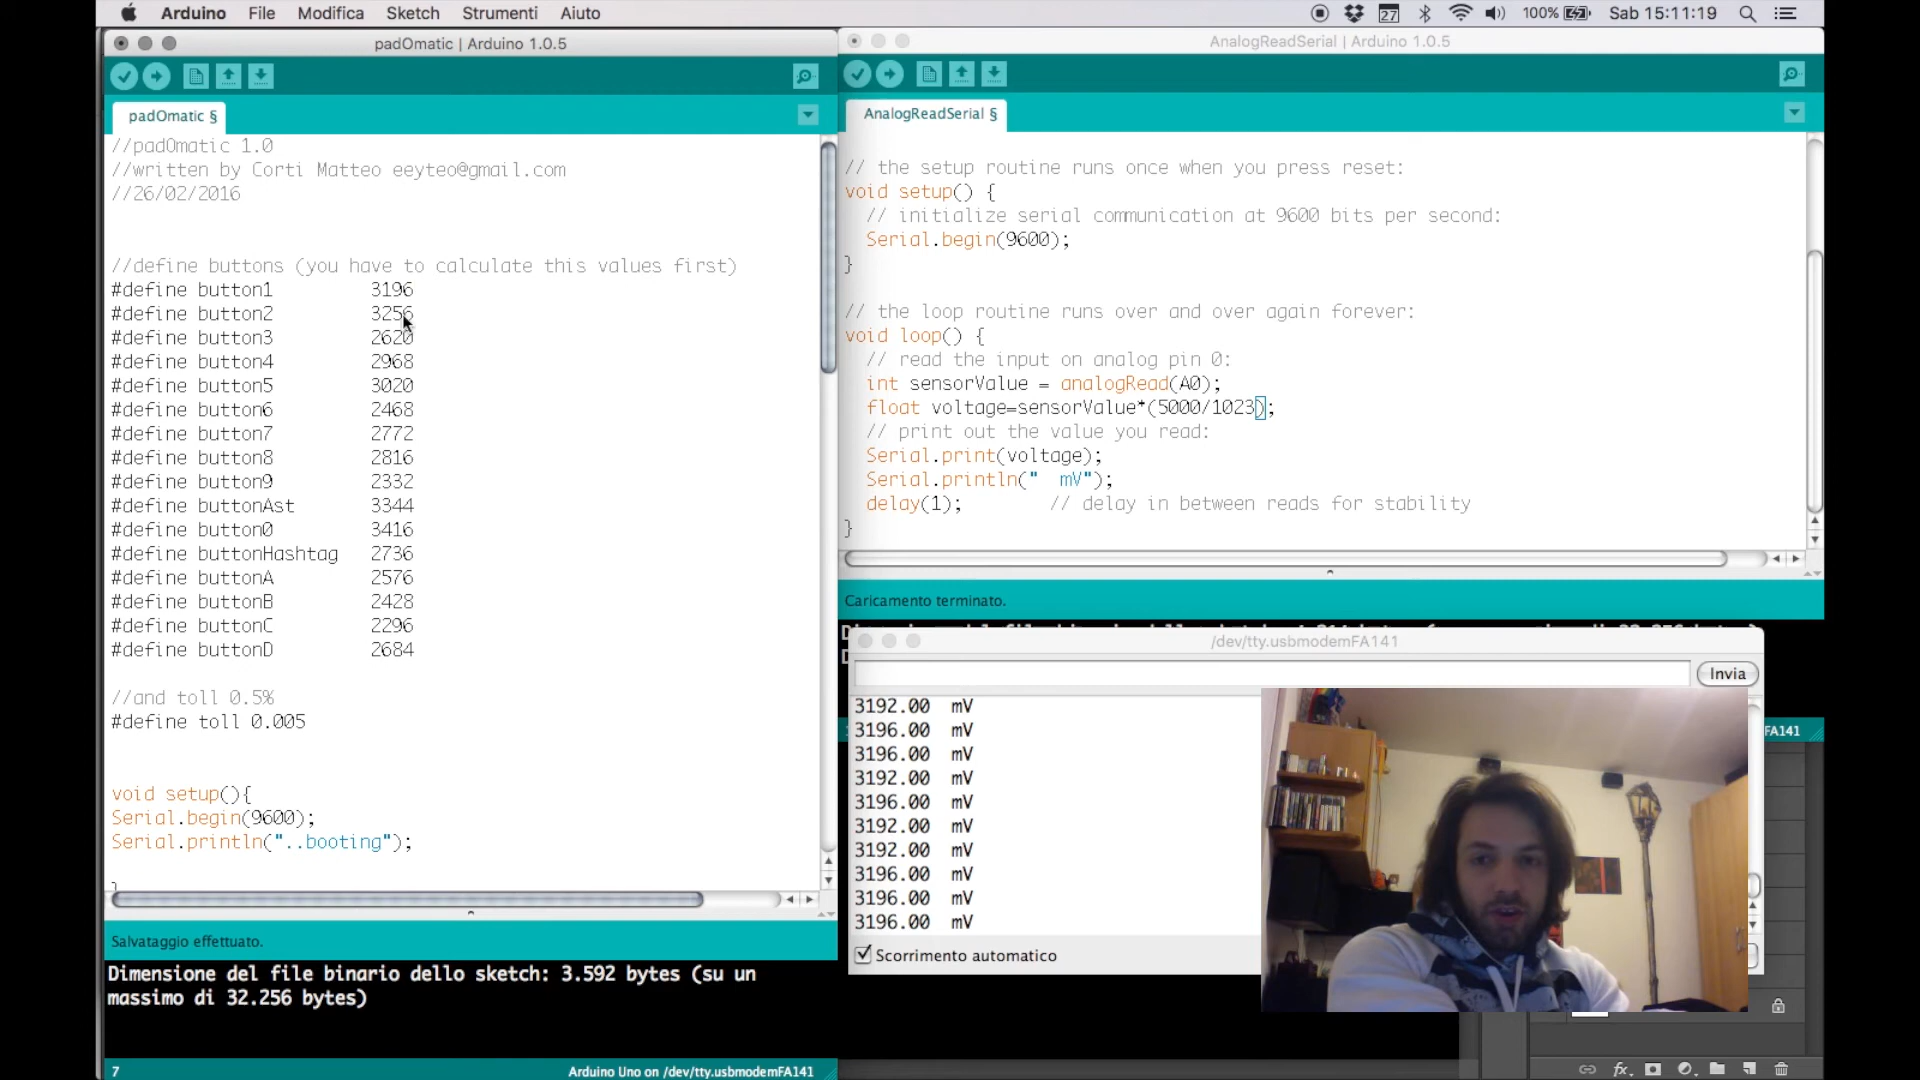 Arduino File Modifica Sketch Strumenti Aiuto
27 100% Sab 15:11:19
padOmatic | Arduino 1.0.5
padOmatic §
//padOmatic 1.0
//written by Corti Matteo eeyteo@gmail.com
//26/02/2016
//define buttons (you have to calculate this values first)
#define button1 3196
#define button2 3256
#define button3 2620
#define button4 2968
#define button5 3020
#define button6 2468
#define button7 2772
#define button8 2816
#define button9 2332
#define buttonAst 3344
#define button0 3416
#define buttonHashtag 2736
#define buttonA 2576
#define buttonB 2428
#define buttonC 2296
#define buttonD 2684
//and toll 0.5%
#define toll 0.005
void setup(){
Serial.begin(9600);
Serial.println("..booting");
Salvataggio effettuato.
Dimensione del file binario dello sketch: 3.592 bytes (su un
massimo di 32.256 bytes)
7 Arduino Uno on /dev/tty.usbmodemFA141
AnalogReadSerial | Arduino 1.0.5
AnalogReadSerial §
// the setup routine runs once when you press reset:
void setup() {
// initialize serial communication at 9600 bits per second:
Serial.begin(9600);
}
// the loop routine runs over and over again forever:
void loop() {
// read the input on analog pin 0:
int sensorValue = analogRead(A0);
float voltage=sensorValue*(5000/1023);
// print out the value you read:
Serial.print(voltage);
Serial.println("  mV");
delay(1); // delay in between reads for stability
}
Caricamento terminato.
/dev/tty.usbmodemFA141
Invia
3192.00 mV
3196.00 mV
3196.00 mV
3192.00 mV
3196.00 mV
3192.00 mV
3192.00 mV
3196.00 mV
3196.00 mV
3196.00 mV
Scorrimento automatico
FA141
fx